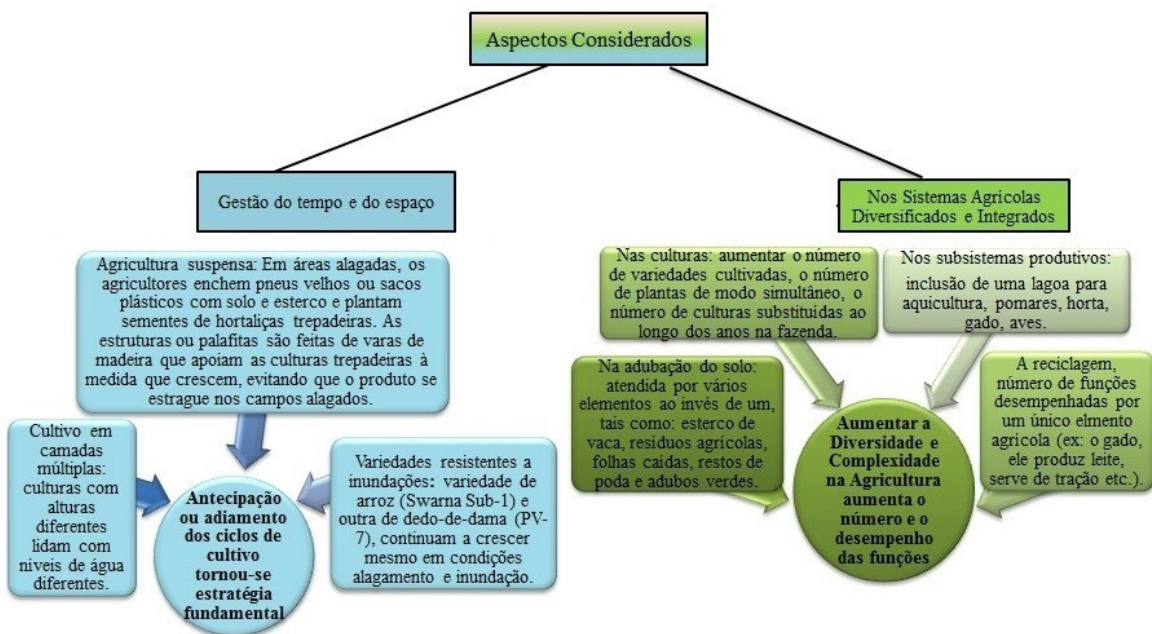 Aspectos Considerados
Gestão do tempo e do espaço
Agricultura suspensa: Em áreas alagadas, os
agricultores enchem pneus velhos ou sacos
plásticos com solo e esterco e plantam
sementes de hortaliças trepadeiras. As
estruturas ou palafitas são feitas de varas de
madeira que apoiam as culturas trepadeiras à
medida que crescem, evitando que o produto se
estrague nos campos alagados.
Cultivo em
camadas
múltiplas:
culturas com
alturas
diferentes
lidam com
níveis de água
diferentes.
Variedades resistentes a
inundações: variedade de
arroz (Swarna Sub-1) e
outra de dedo-de-dama (PV-
7), continuam a crescer
mesmo em condições
alagamento e inundação.
Antecipação
ou adiamento
dos ciclos de
cultivo
tornou-se
estratégia
fundamental
Nos Sistemas Agrícolas
Diversificados e Integrados
Nas culturas: aumentar o número
de variedades cultivadas, o número
de plantas de modo simultâneo, o
número de culturas substituídas ao
longo dos anos na fazenda.
Nos subsistemas produtivos:
inclusão de uma lagoa para
aquicultura, pomares, horta,
gado, aves.
Na adubação do solo:
atendida por vários
elementos ao invés de um,
tais como: esterco de
vaca, resíduos agrícolas,
folhas caídas, restos de
poda e adubos verdes.
A reciclagem,
número de funções
desempenhadas por
um único elmento
agrícola (ex: o gado,
ele produz leite,
serve de tração etc.).
Aumentar a
Diversidade e
Complexidade
na Agricultura
aumenta o
número e o
desempenho
das funções